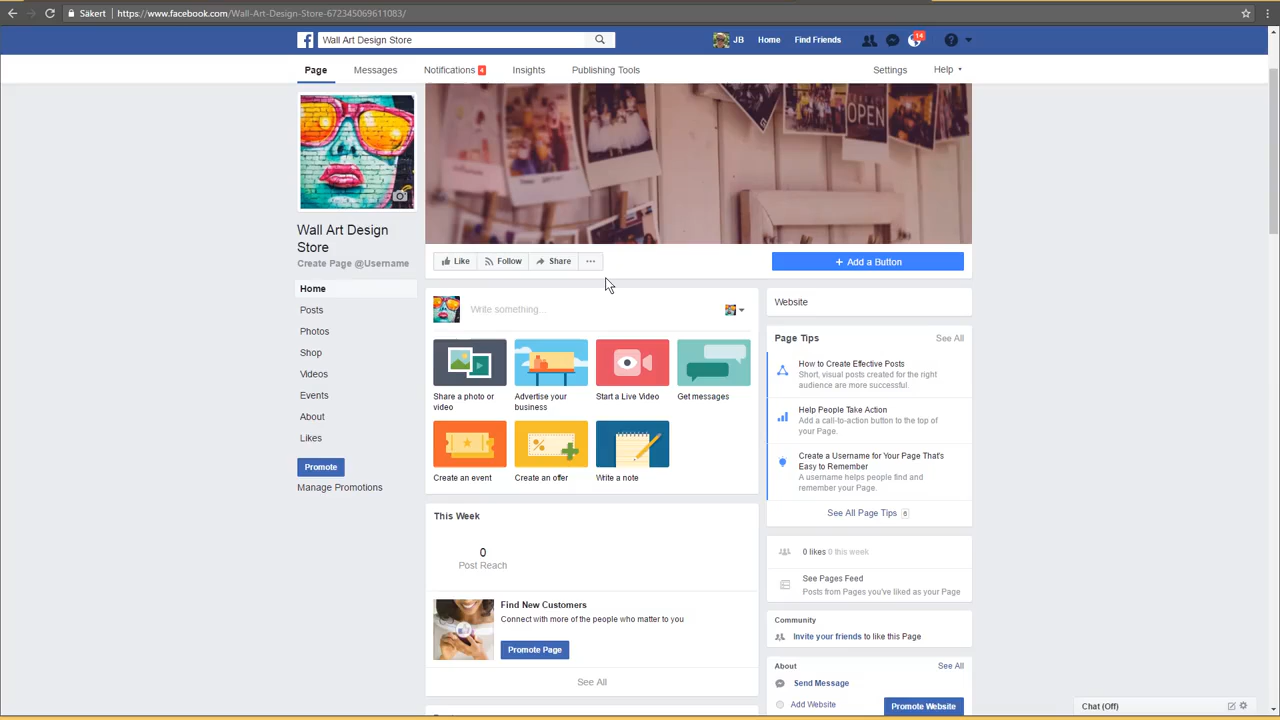 Säkert
https://www.facebook.com/Wall-Art-Design-Store-672345069611083/
Wall Art Design Store
JB
Home
Find Friends
14
Page
Messages
Notifications 4
Insights
Publishing Tools
Settings
Help
OPEN
Wall Art Design
Store
Create Page @Username
Like
Follow
Share
+ Add a Button
Home
Posts
Photos
Shop
Videos
Events
About
Likes
Promote
Manage Promotions
Write something...
Share a photo or
video
Advertise your
business
Start a Live Video
Get messages
Create an event
Create an offer
Write a note
This Week
0
Post Reach
Find New Customers
Connect with more of the people who matter to you
Promote Page
See All
Website
Page Tips
See All
How to Create Effective Posts
Short, visual posts created for the right
audience are more successful.
Help People Take Action
Add a call-to-action button to the top of
your Page.
Create a Username for Your Page That's
Easy to Remember
A username helps people find and
remember your Page.
See All Page Tips 6
0 likes 0 this week
See Pages Feed
Posts from Pages you've liked as your Page
Community
Invite your friends to like this Page
About
See All
Send Message
Add Website
Promote Website
Chat (Off)